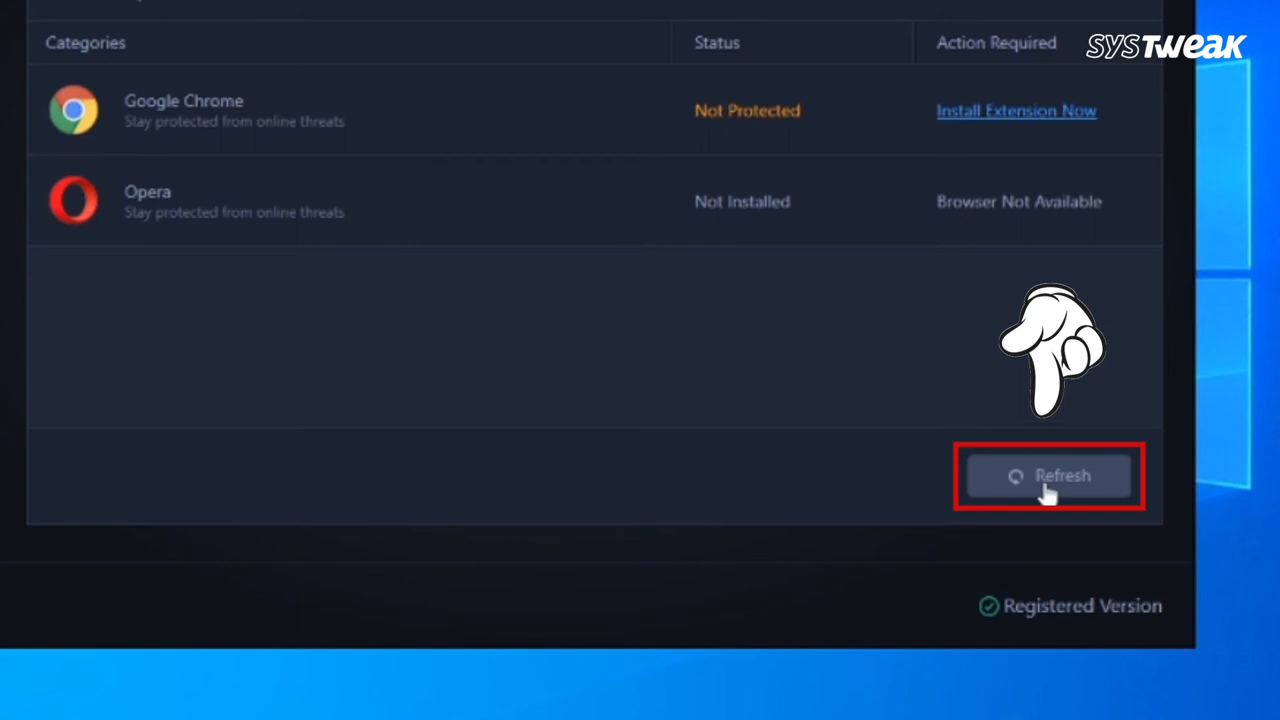 Categories
Status
Action Required
SYSTWEAK
Google Chrome
Stay protected from online threats
Not Protected
Install Extension Now
Opera
Stay protected from online threats
Not Installed
Browser Not Available
Refresh
Registered Version